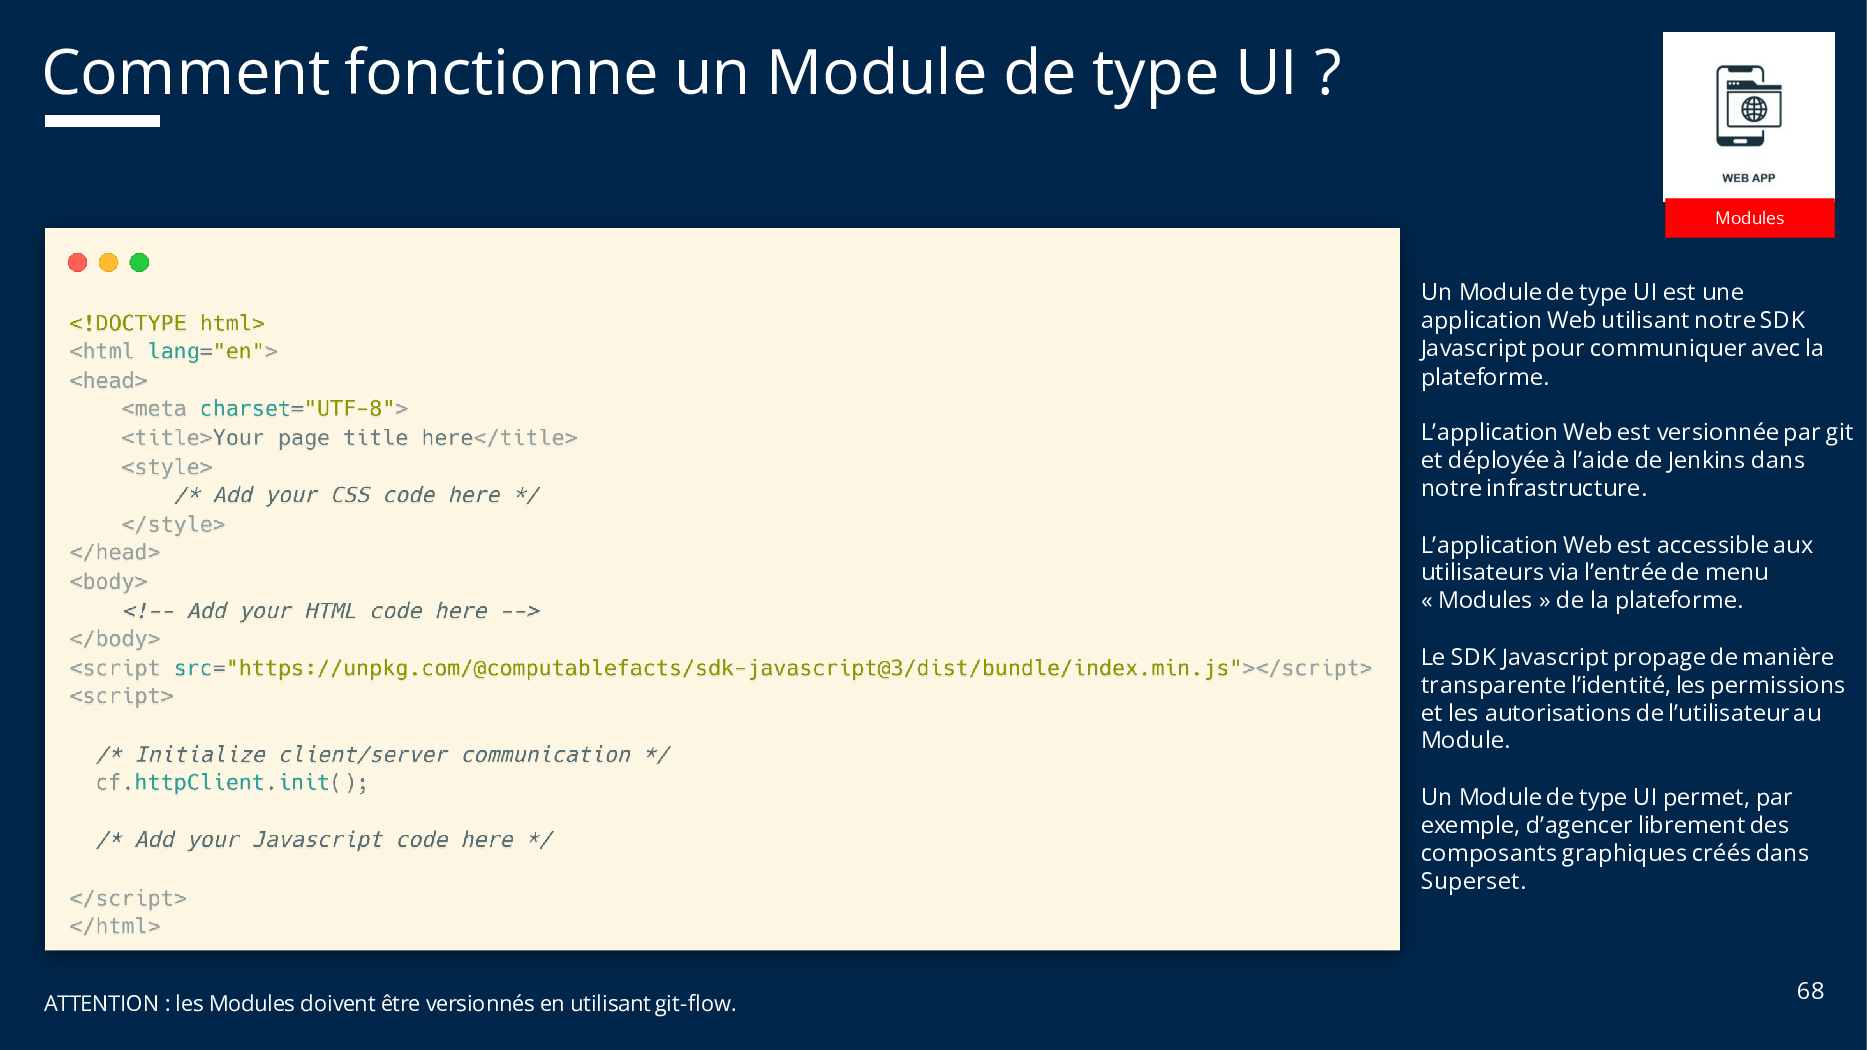 Comment fonctionne un Module de type UI ?
WEB APP
Modules
<!DOCTYPE html>
<html lang="en">
<head>
    <meta charset="UTF-8">
    <title>Your page title here</title>
    <style>
        /* Add your CSS code here */
    </style>
</head>
<body>
    <!-- Add your HTML code here -->
</body>
<script src="https://unpkg.com/@computablefacts/sdk-javascript@3/dist/bundle/index.min.js"></script>
<script>
  /* Initialize client/server communication */
  cf.httpClient.init();
  /* Add your Javascript code here */
</script>
</html>
Un Module de type UI est une
application Web utilisant notre SDK
Javascript pour communiquer avec la
plateforme.
L’application Web est versionnée par git
et déployée à l’aide de Jenkins dans
notre infrastructure.
L’application Web est accessible aux
utilisateurs via l’entrée de menu
« Modules » de la plateforme.
Le SDK Javascript propage de manière
transparente l’identité, les permissions
et les autorisations de l’utilisateur au
Module.
Un Module de type UI permet, par
exemple, d’agencer librement des
composants graphiques créés dans
Superset.
ATTENTION : les Modules doivent être versionnés en utilisant git-flow.
68